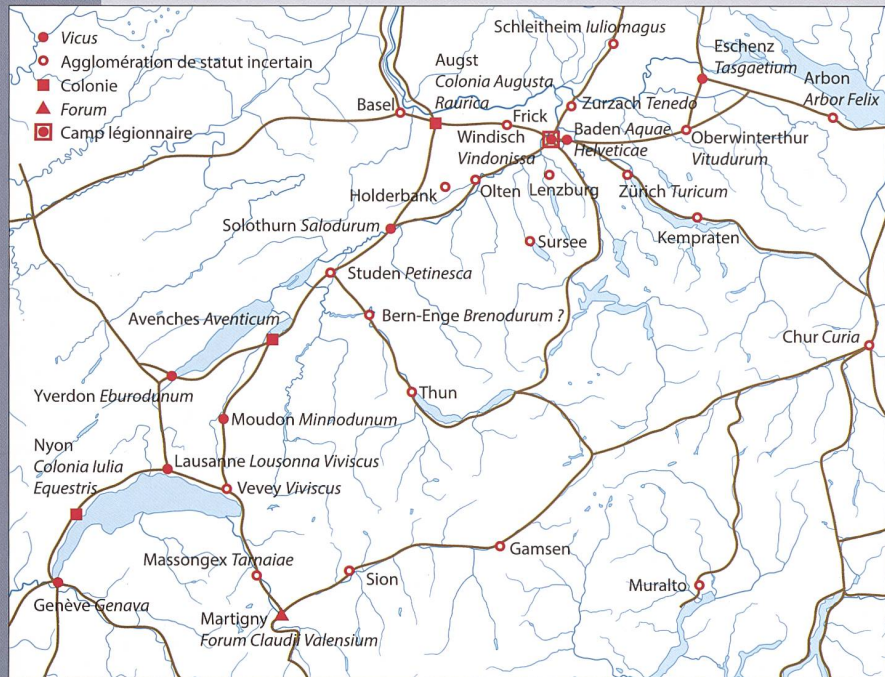 Vicus
Agglomération de statut incertain
Colonie
Forum
Camp légionnaire
Schleitheim Iuliomagus
Eschenz
Tasgaetium
Arbon
Arbor Felix
Augst
Colonia Augusta
Raurica
Basel
Frick
Zurzach Tenedo
Windisch
Vindonissa
Baden Aquae
Helveticae
Oberwinterthur
Vitudurum
Holderbank
Olten
Lenzburg
Zürich Turicum
Solothurn Salodurum
Sursee
Kempraten
Studen Petinesca
Avenches Aventicum
Bern-Enge Brenodurum ?
Chur Curia
Yverdon Eburodunum
Thun
Moudon Minnodunum
Nyon
Colonia Iulia
Equestris
Lausanne Lousonna Viviscus
Vevey Viviscus
Gamsen
Massongex Tarnaiae
Sion
Muralto
Genève Genava
Martigny
Forum Claudii Valensium